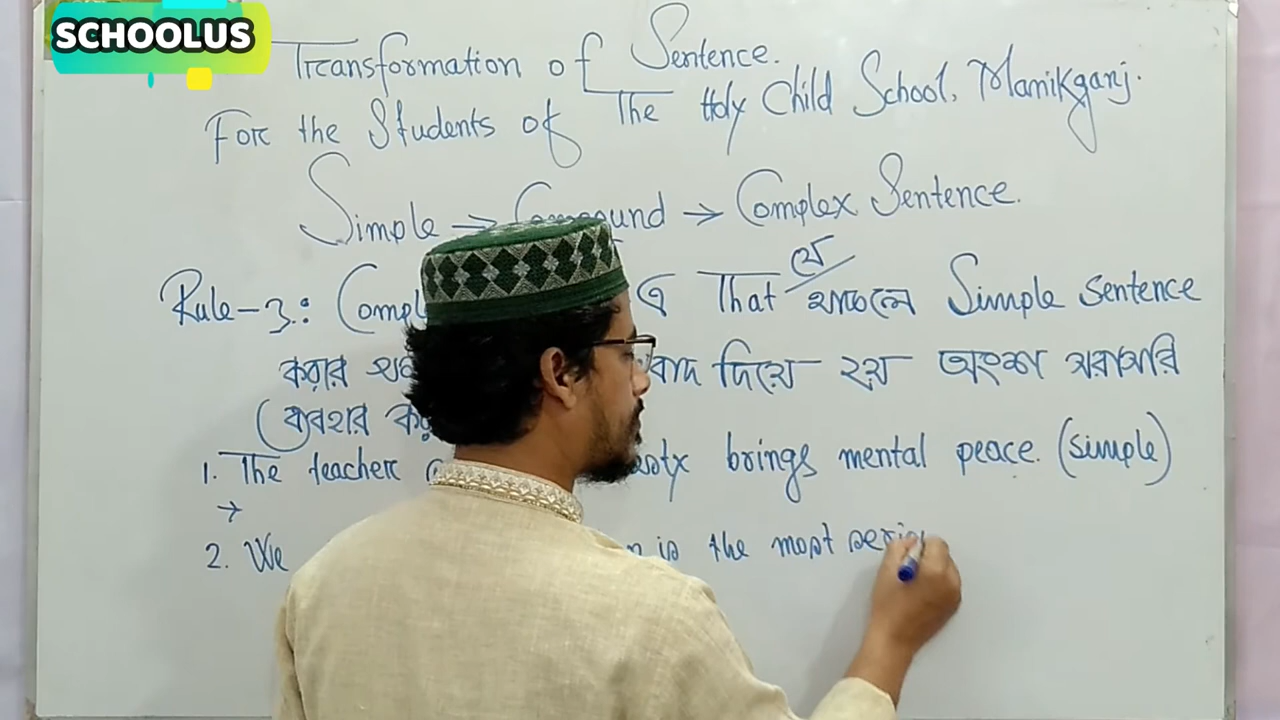 SCHOOLUS
Transformation of Sentence.
For the Students of The Holy Child School, Manikganj.
Simple → Compound → Complex Sentence.
Rule-3: Compl ও That যে থাকলে Simple sentence
করার বাদ দিয়ে ২য় অংশ সরাসরি
(ব্যবহার
1. The teacher brings mental peace. (simple)
→
2. We is the most